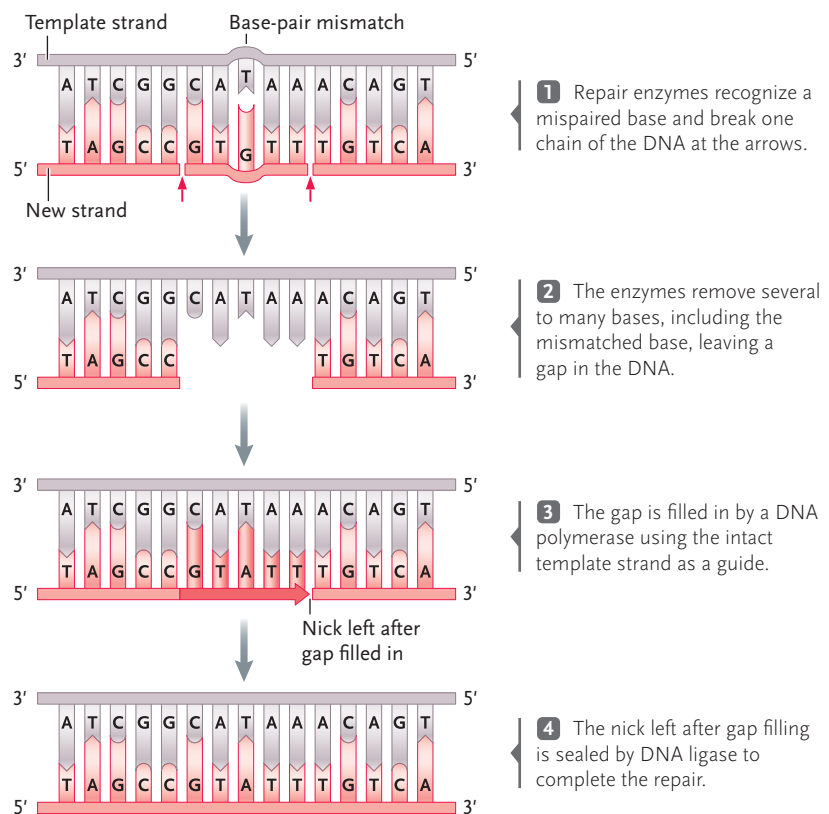 Template strand
Base-pair mismatch
3′ 5′
A T C G G C A T A A A C A G T
T A G C C G T G T T T G T C A
5′ 3′
New strand
1 Repair enzymes recognize a
mispaired base and break one
chain of the DNA at the arrows.
3′ 5′
A T C G G C A T A A A C A G T
T A G C C T G T C A
5′ 3′
2 The enzymes remove several
to many bases, including the
mismatched base, leaving a
gap in the DNA.
3′ 5′
A T C G G C A T A A A C A G T
T A G C C G T A T T T G T C A
5′ 3′
Nick left after
gap filled in
3 The gap is filled in by a DNA
polymerase using the intact
template strand as a guide.
3′ 5′
A T C G G C A T A A A C A G T
T A G C C G T A T T T G T C A
5′ 3′
4 The nick left after gap filling
is sealed by DNA ligase to
complete the repair.